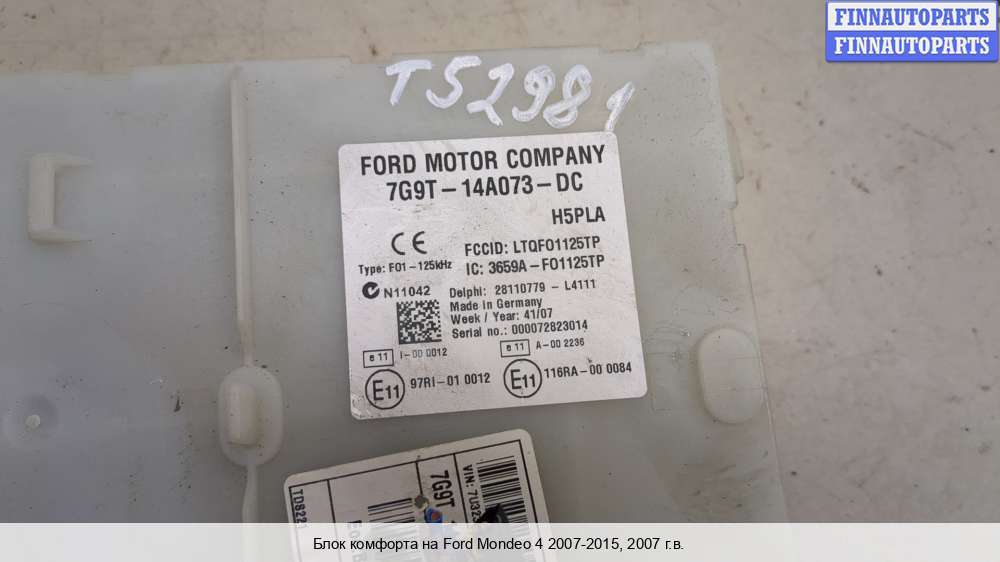 FINNAUTOPARTS
FINNAUTOPARTS
T52981
FORD MOTOR COMPANY
7G9T-14A073-DC
H5PLA
CE
FCCID: LTQFO1125TP
Type: F01-125kHz
IC: 3659A-FO1125TP
N11042
Delphi: 28110779 - L4111
Made in Germany
Week / Year: 41/07
Serial no.: 000072823014
e 11 I-00 0012
e 11 A-00 2236
E11 97RI-01 0012
E11 116RA-00 0084
7G9T
Блок комфорта на Ford Mondeo 4 2007-2015, 2007 г.в.